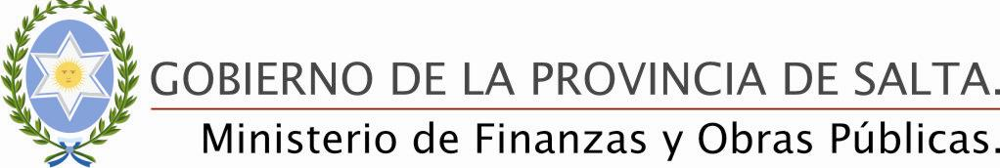 GOBIERNO DE LA PROVINCIA DE SALTA.
Ministerio de Finanzas y Obras Públicas.